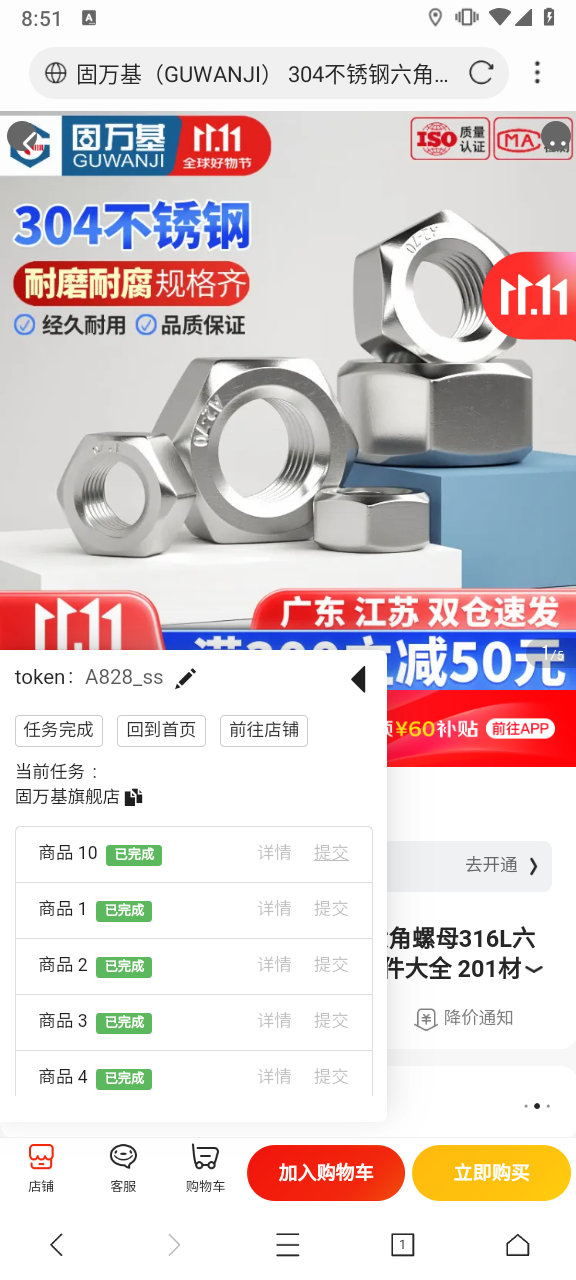 8:51
A
固万基（GUWANJI） 304不锈钢六角...
固万基
GUWANJI
11.11
全球好物节
ISO 质量认证
MA
304不锈钢
耐磨耐腐 规格齐
经久耐用 品质保证
A2-70
11.11
广东 江苏 双仓速发
立减50元
1/5
token： A828_ss
¥60补贴 前往APP
任务完成 回到首页 前往店铺
当前任务 :
固万基旗舰店
商品 10 已完成 详情 提交
去开通
商品 1 已完成 详情 提交
角螺母316L六
商品 2 已完成 详情 提交
件大全 201材
商品 3 已完成 详情 提交
降价通知
商品 4 已完成 详情 提交
店铺 客服 购物车 加入购物车 立即购买
1